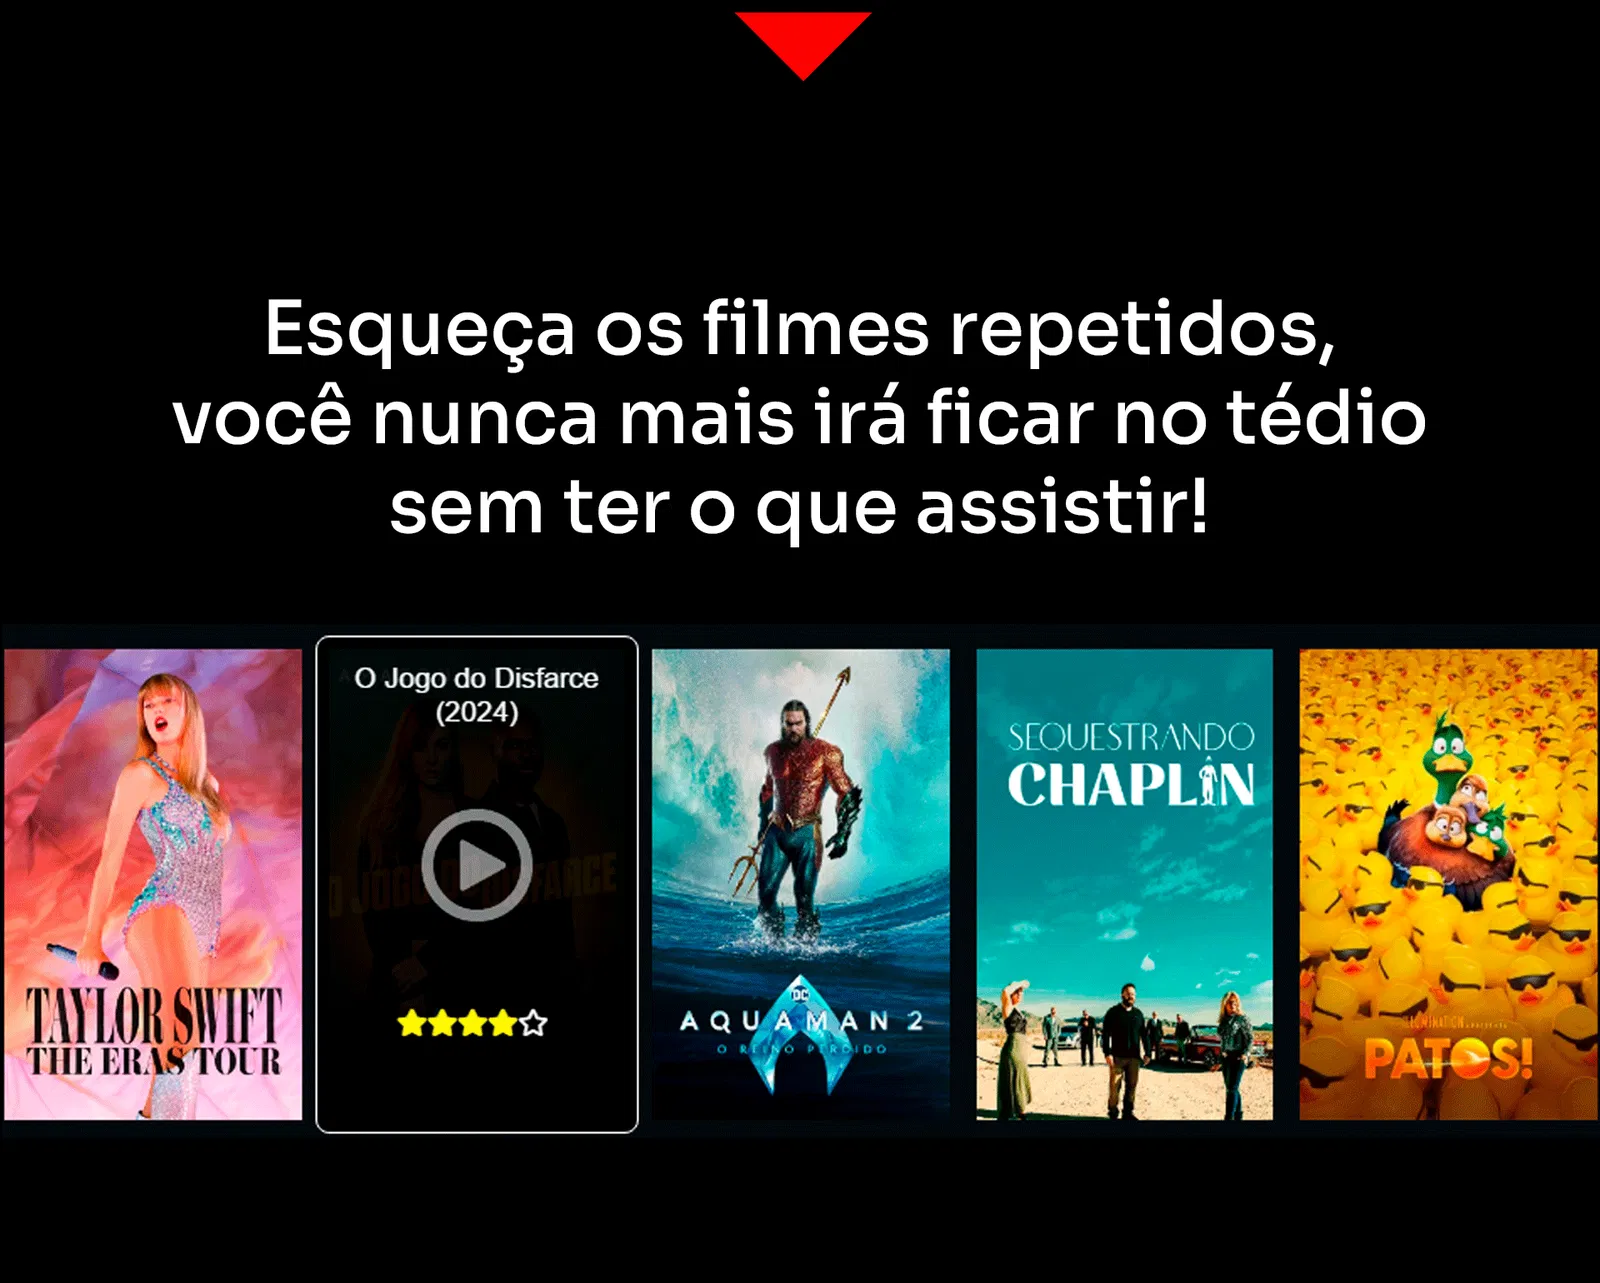 Esqueça os filmes repetidos,
você nunca mais irá ficar no tédio
sem ter o que assistir!
TAYLOR SWIFT
THE ERAS TOUR
O Jogo do Disfarce
(2024)
O JOGO DO DISFARCE
DC
AQUAMAN 2
O REINO PERDIDO
SEQUESTRANDO
CHAPLIN
ILLUMINATION
PATOS!